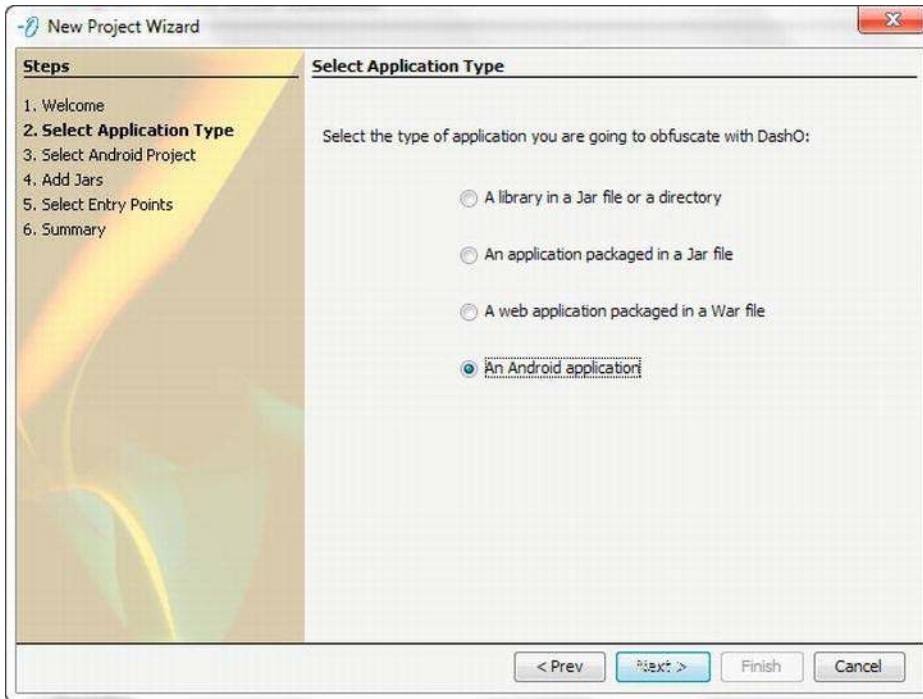 New Project Wizard
Steps
1. Welcome
2. Select Application Type
3. Select Android Project
4. Add Jars
5. Select Entry Points
6. Summary
Select Application Type
Select the type of application you are going to obfuscate with DashO:
A library in a Jar file or a directory
An application packaged in a Jar file
A web application packaged in a War file
An Android application
< Prev
Next >
Finish
Cancel